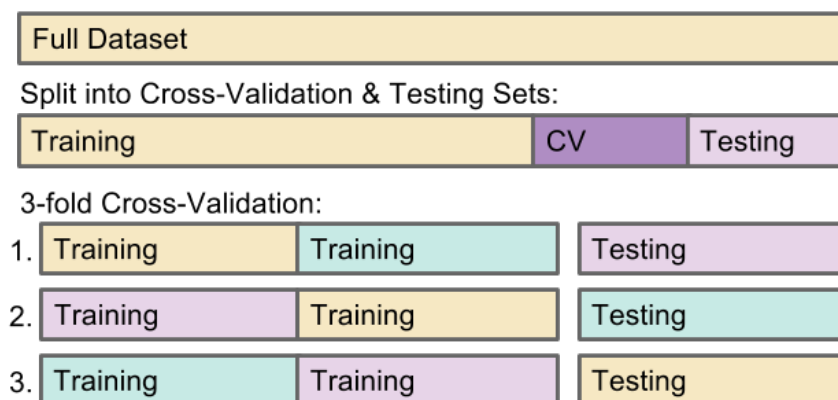 Full Dataset
Split into Cross-Validation & Testing Sets:
Training CV Testing
3-fold Cross-Validation:
1. Training Training Testing
2. Training Training Testing
3. Training Training Testing